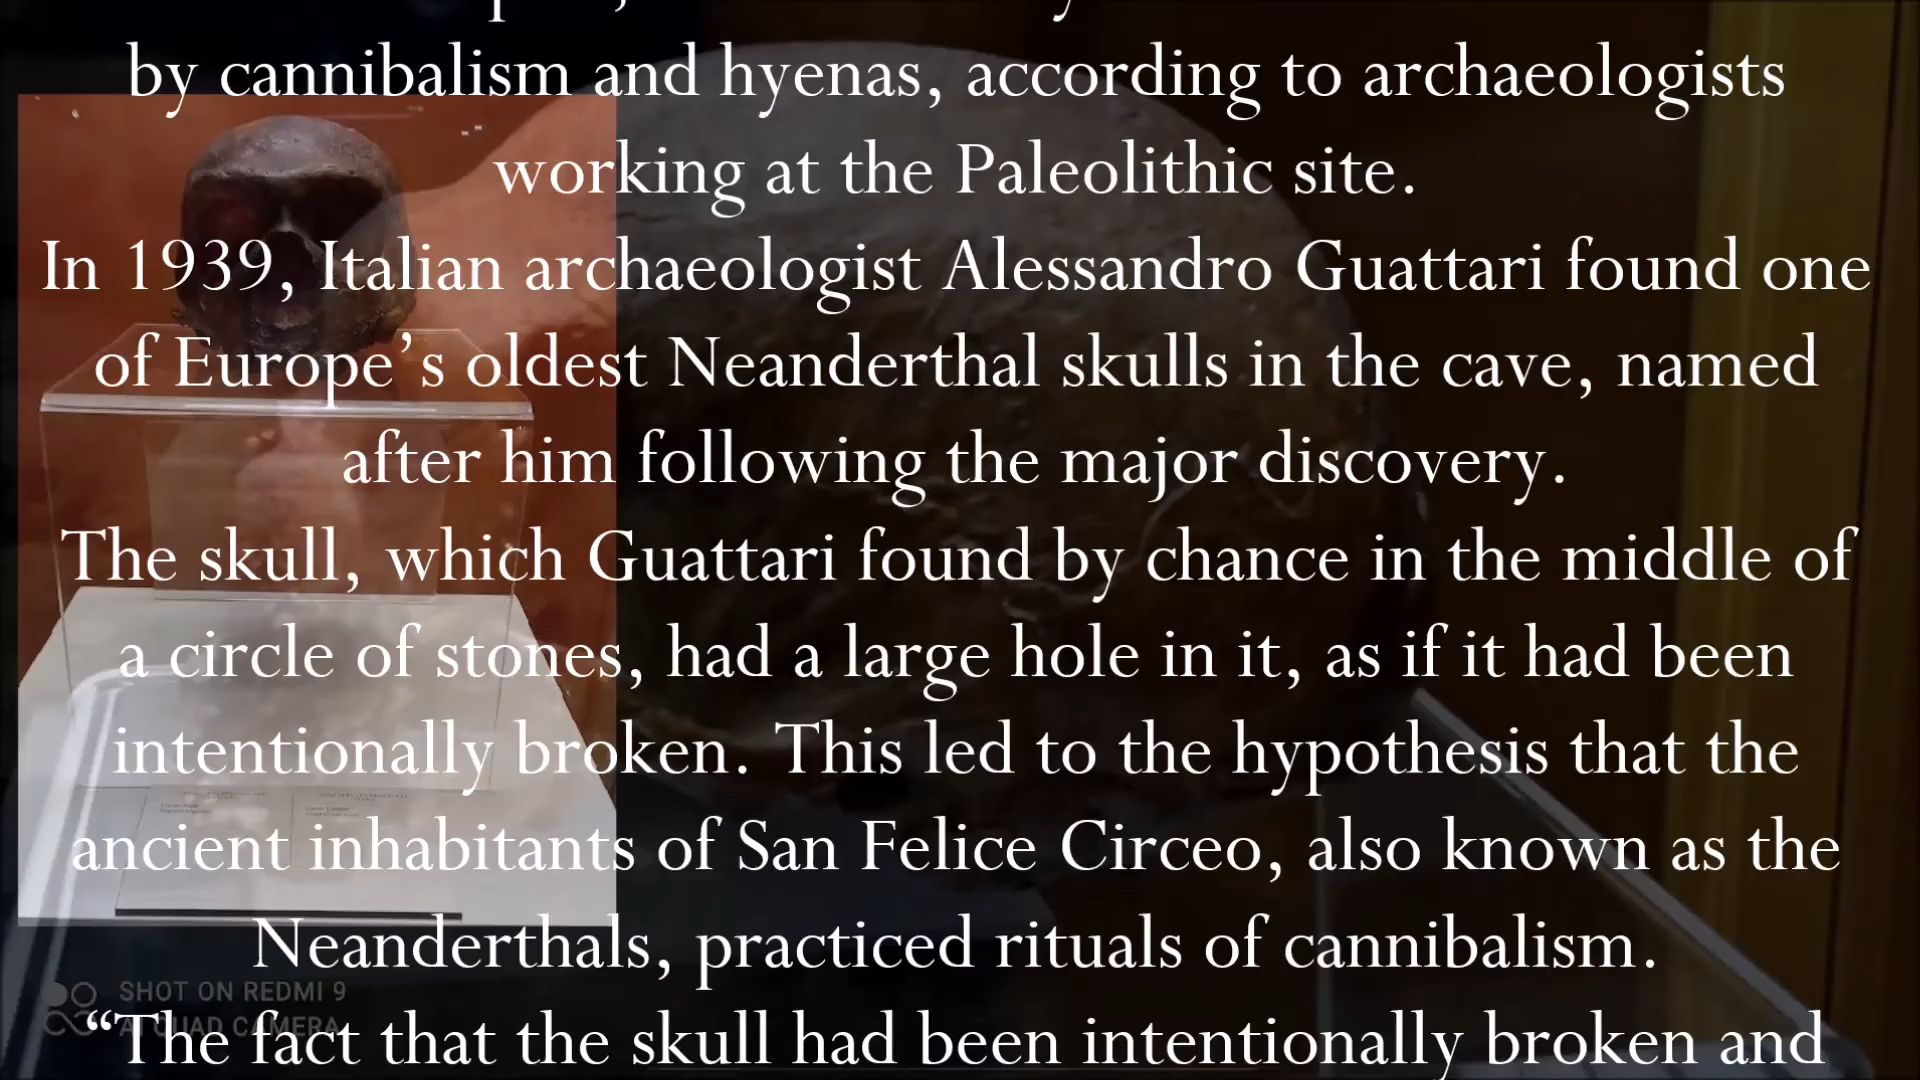 by cannibalism and hyenas, according to archaeologists
working at the Paleolithic site.
In 1939, Italian archaeologist Alessandro Guattari found one
of Europe’s oldest Neanderthal skulls in the cave, named
after him following the major discovery.
The skull, which Guattari found by chance in the middle of
a circle of stones, had a large hole in it, as if it had been
intentionally broken. This led to the hypothesis that the
ancient inhabitants of San Felice Circeo, also known as the
Neanderthals, practiced rituals of cannibalism.
SHOT ON REDMI 9
AI QUAD CAMERA
“The fact that the skull had been intentionally broken and